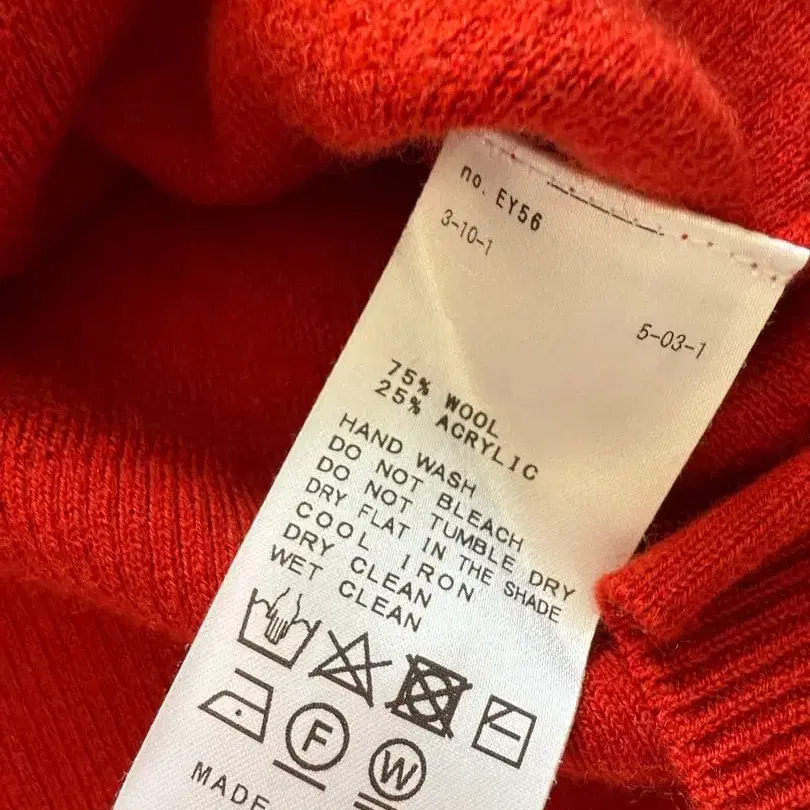 no. EY56
3-10-1
5-03-1
75% WOOL
25% ACRYLIC
HAND WASH
DO NOT BLEACH
DO NOT TUMBLE DRY
DRY FLAT IN THE SHADE
COOL IRON
DRY CLEAN
WET CLEAN
F
W
MADE